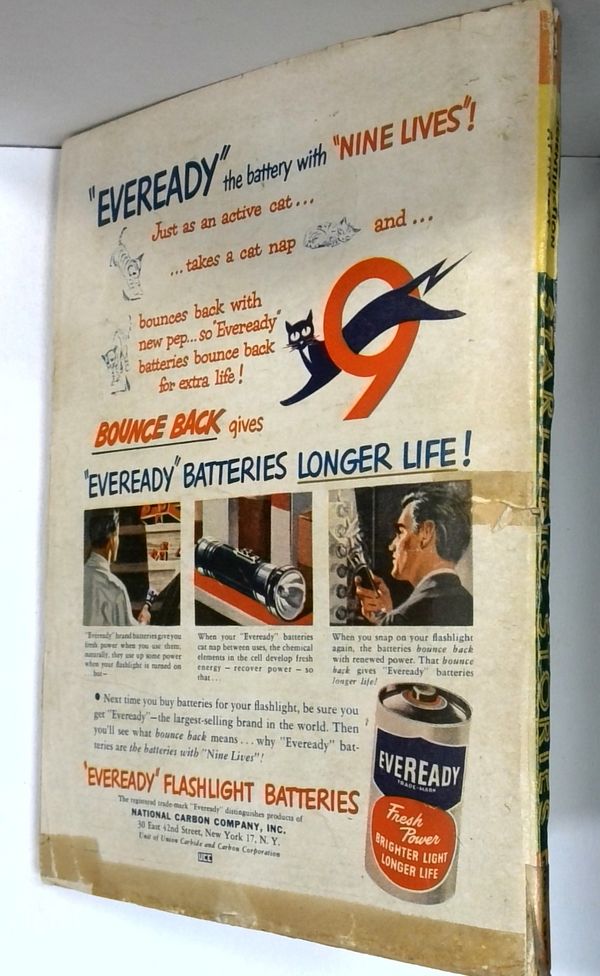 "EVEREADY" the battery with "NINE LIVES"!
Just as an active cat...
...takes a cat nap and...
bounces back with
new pep...so "Eveready"
batteries bounce back
for extra life!
9
BOUNCE BACK gives
"EVEREADY" BATTERIES LONGER LIFE!
"Eveready" brand batteries give you
fresh power when you use them,
naturally, they use up some power
when your flashlight is turned on
but—
When your "Eveready" batteries
cat nap between uses, the chemical
elements in the cell develop fresh
energy – recover power – so
that...
When you snap on your flashlight
again, the batteries bounce back
with renewed power. That bounce
back gives "Eveready" batteries
longer life!
• Next time you buy batteries for your flashlight, be sure you
get "Eveready"—the largest-selling brand in the world. Then
you'll see what bounce back means...why "Eveready" bat-
teries are the batteries with "Nine Lives"!
"EVEREADY" FLASHLIGHT BATTERIES
The registered trade-mark "Eveready" distinguishes products of
NATIONAL CARBON COMPANY, INC.
30 East 42nd Street, New York 17, N. Y.
Unit of Union Carbide and Carbon Corporation
UCC
EVEREADY
TRADE-MARK
Fresh
Power
BRIGHTER LIGHT
LONGER LIFE
STARTLING STORIES